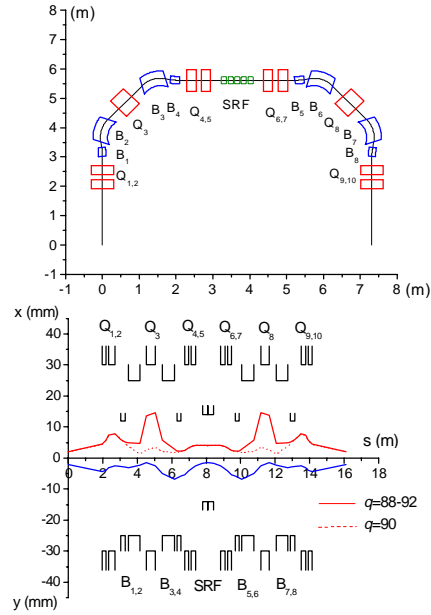 (m)
8
7
6
5
4
3
2
1
0
-1
B₃ B₄ Q₄,₅ SRF Q₆,₇ B₅ B₆
B₂ Q₃ Q₈ B₇
B₁ B₈
Q₁,₂ Q₉,₁₀
-1 0 1 2 3 4 5 6 7 8
(m)
x (mm)
40
30
20
10
0
-10
-20
-30
-40
y (mm)
Q₁,₂ Q₃ Q₄,₅ Q₆,₇ Q₈ Q₉,₁₀
s (m)
0 2 4 6 8 10 12 14 16 18
q=88-92
q=90
B₁,₂ B₃,₄ SRF B₅,₆ B₇,₈